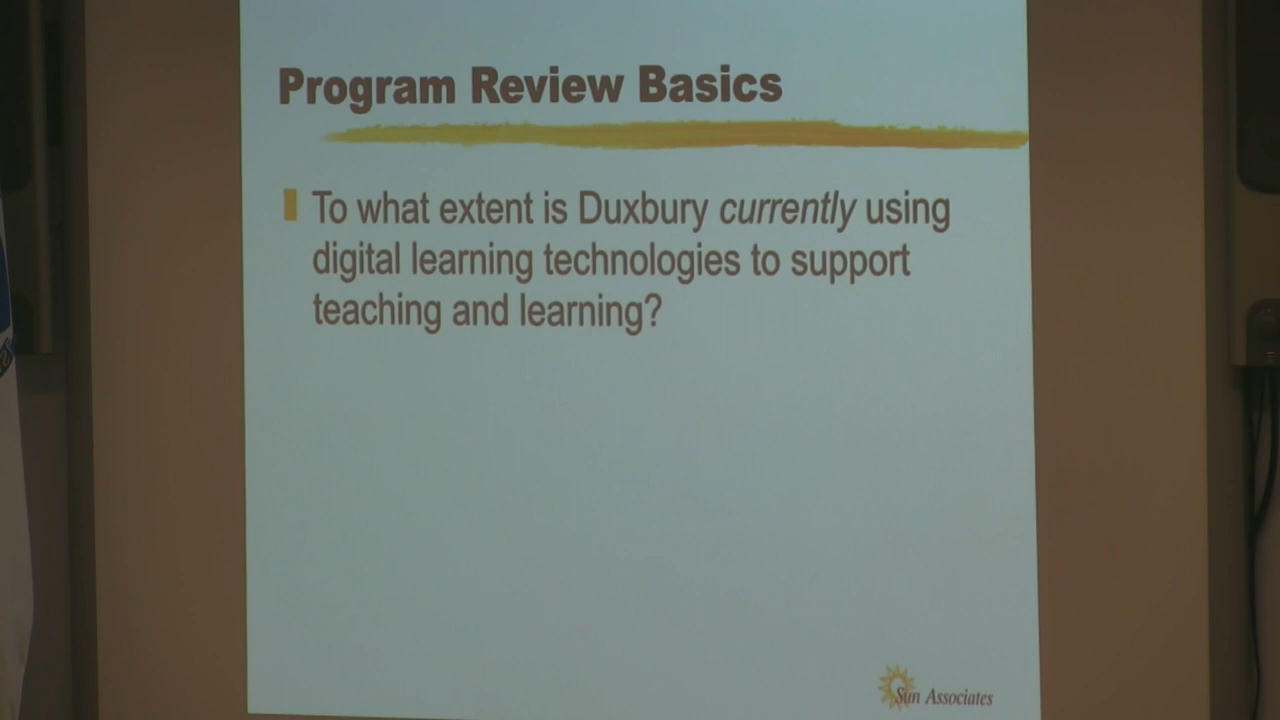 Program Review Basics
To what extent is Duxbury currently using
digital learning technologies to support
teaching and learning?
Sun Associates